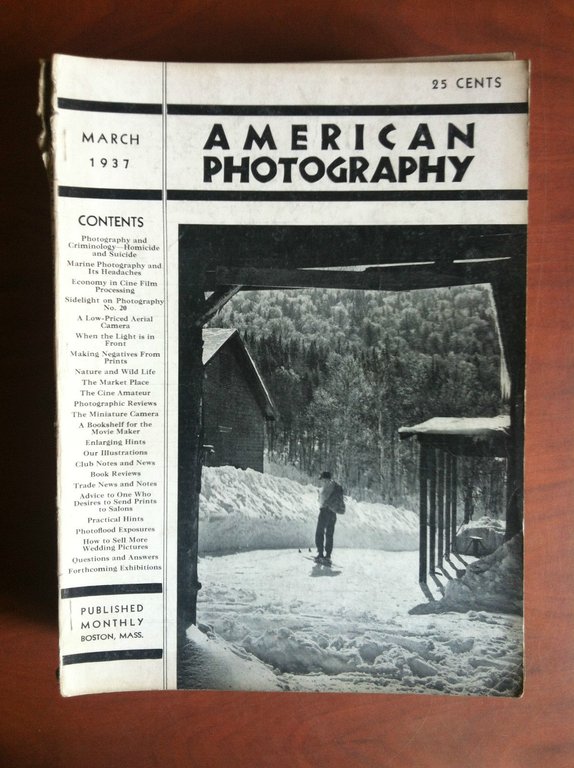 25 CENTS
MARCH
1937
AMERICAN
PHOTOGRAPHY
CONTENTS
Photography and
Criminology—Homicide
and Suicide
Marine Photography and
Its Headaches
Economy in Cine Film
Processing
Sidelight on Photography
No. 20
A Low-Priced Aerial
Camera
When the Light is in
Front
Making Negatives From
Prints
Nature and Wild Life
The Market Place
The Cine Amateur
Photographic Reviews
The Miniature Camera
A Bookshelf for the
Movie Maker
Enlarging Hints
Our Illustrations
Club Notes and News
Book Reviews
Trade News and Notes
Advice to One Who
Desires to Send Prints
to Salons
Practical Hints
Photoflood Exposures
How to Sell More
Wedding Pictures
Questions and Answers
Forthcoming Exhibitions
PUBLISHED
MONTHLY
BOSTON, MASS.